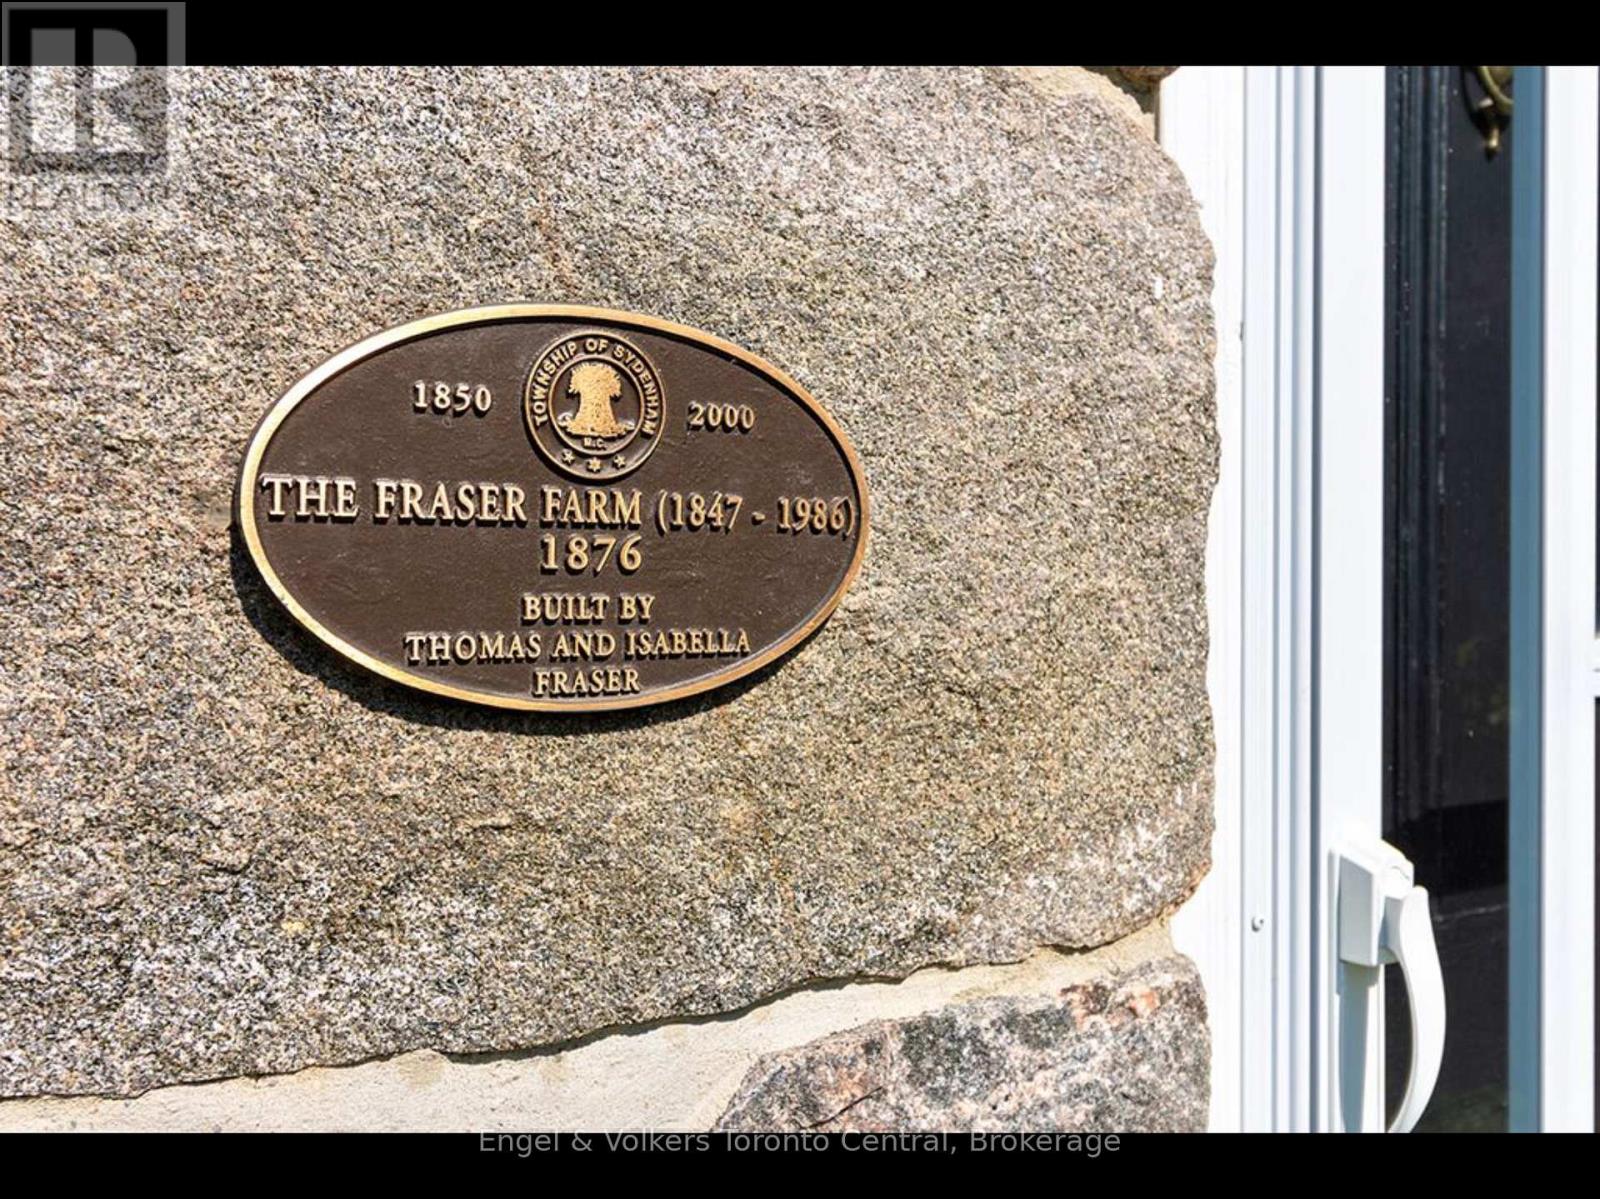 REALTOR
1850
TOWNSHIP OF SYDENHAM
M.C.
2000
THE FRASER FARM (1847 - 1986)
1876
BUILT BY
THOMAS AND ISABELLA
FRASER
Engel & Volkers Toronto Central, Brokerage